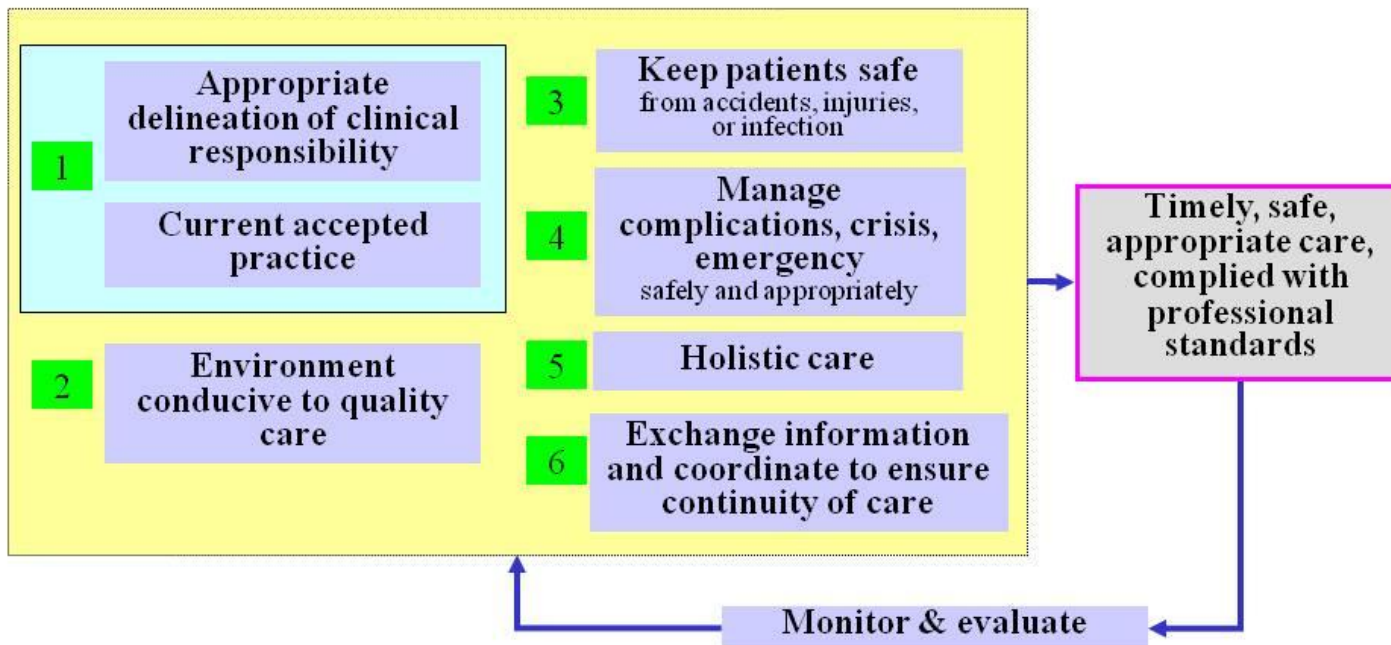 1
Appropriate
delineation of clinical
responsibility
Current accepted
practice
2
Environment
conducive to quality
care
3
Keep patients safe
from accidents, injuries,
or infection
4
Manage
complications, crisis,
emergency
safely and appropriately
5
Holistic care
6
Exchange information
and coordinate to ensure
continuity of care
Timely, safe,
appropriate care,
complied with
professional
standards
Monitor & evaluate